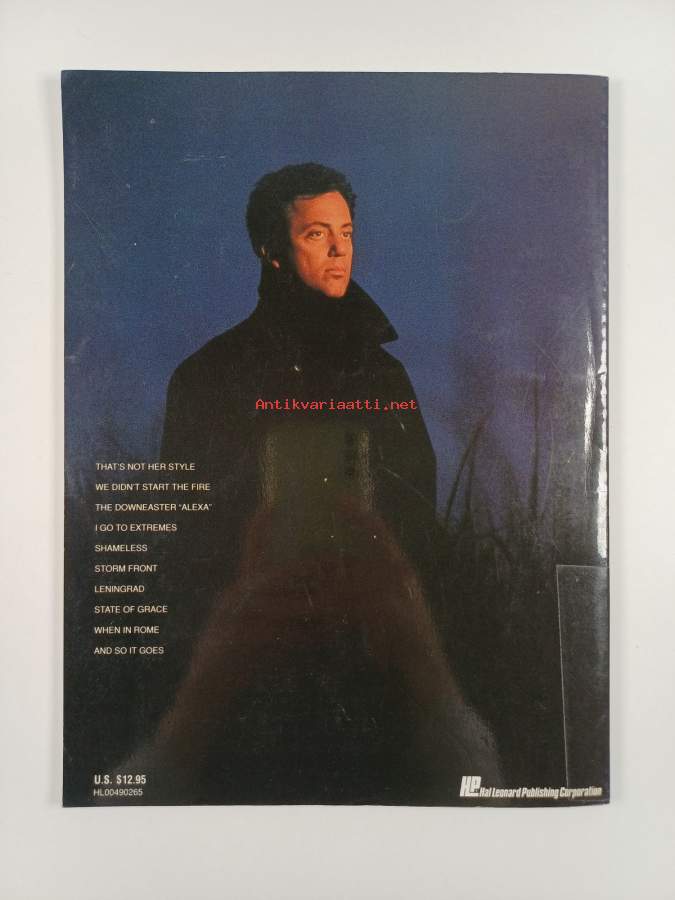 Antikvariaatti.net
THAT'S NOT HER STYLE
WE DIDN'T START THE FIRE
THE DOWNEASTER "ALEXA"
I GO TO EXTREMES
SHAMELESS
STORM FRONT
LENINGRAD
STATE OF GRACE
WHEN IN ROME
AND SO IT GOES
U.S. $12.95
HL00490265
HL Hal Leonard Publishing Corporation